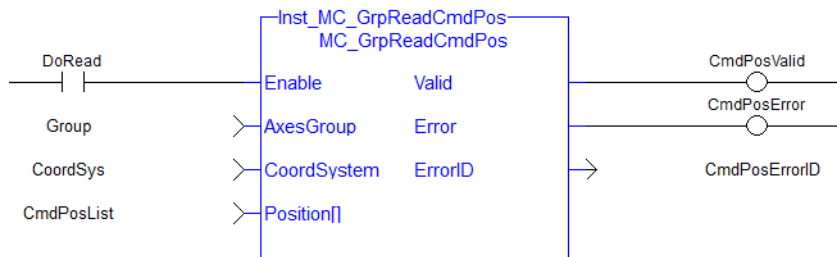 Inst_MC_GrpReadCmdPos
MC_GrpReadCmdPos
DoRead
Enable
Valid
CmdPosValid
Group
AxesGroup
Error
CmdPosError
CoordSys
CoordSystem
ErrorID
CmdPosErrorID
CmdPosList
Position[]